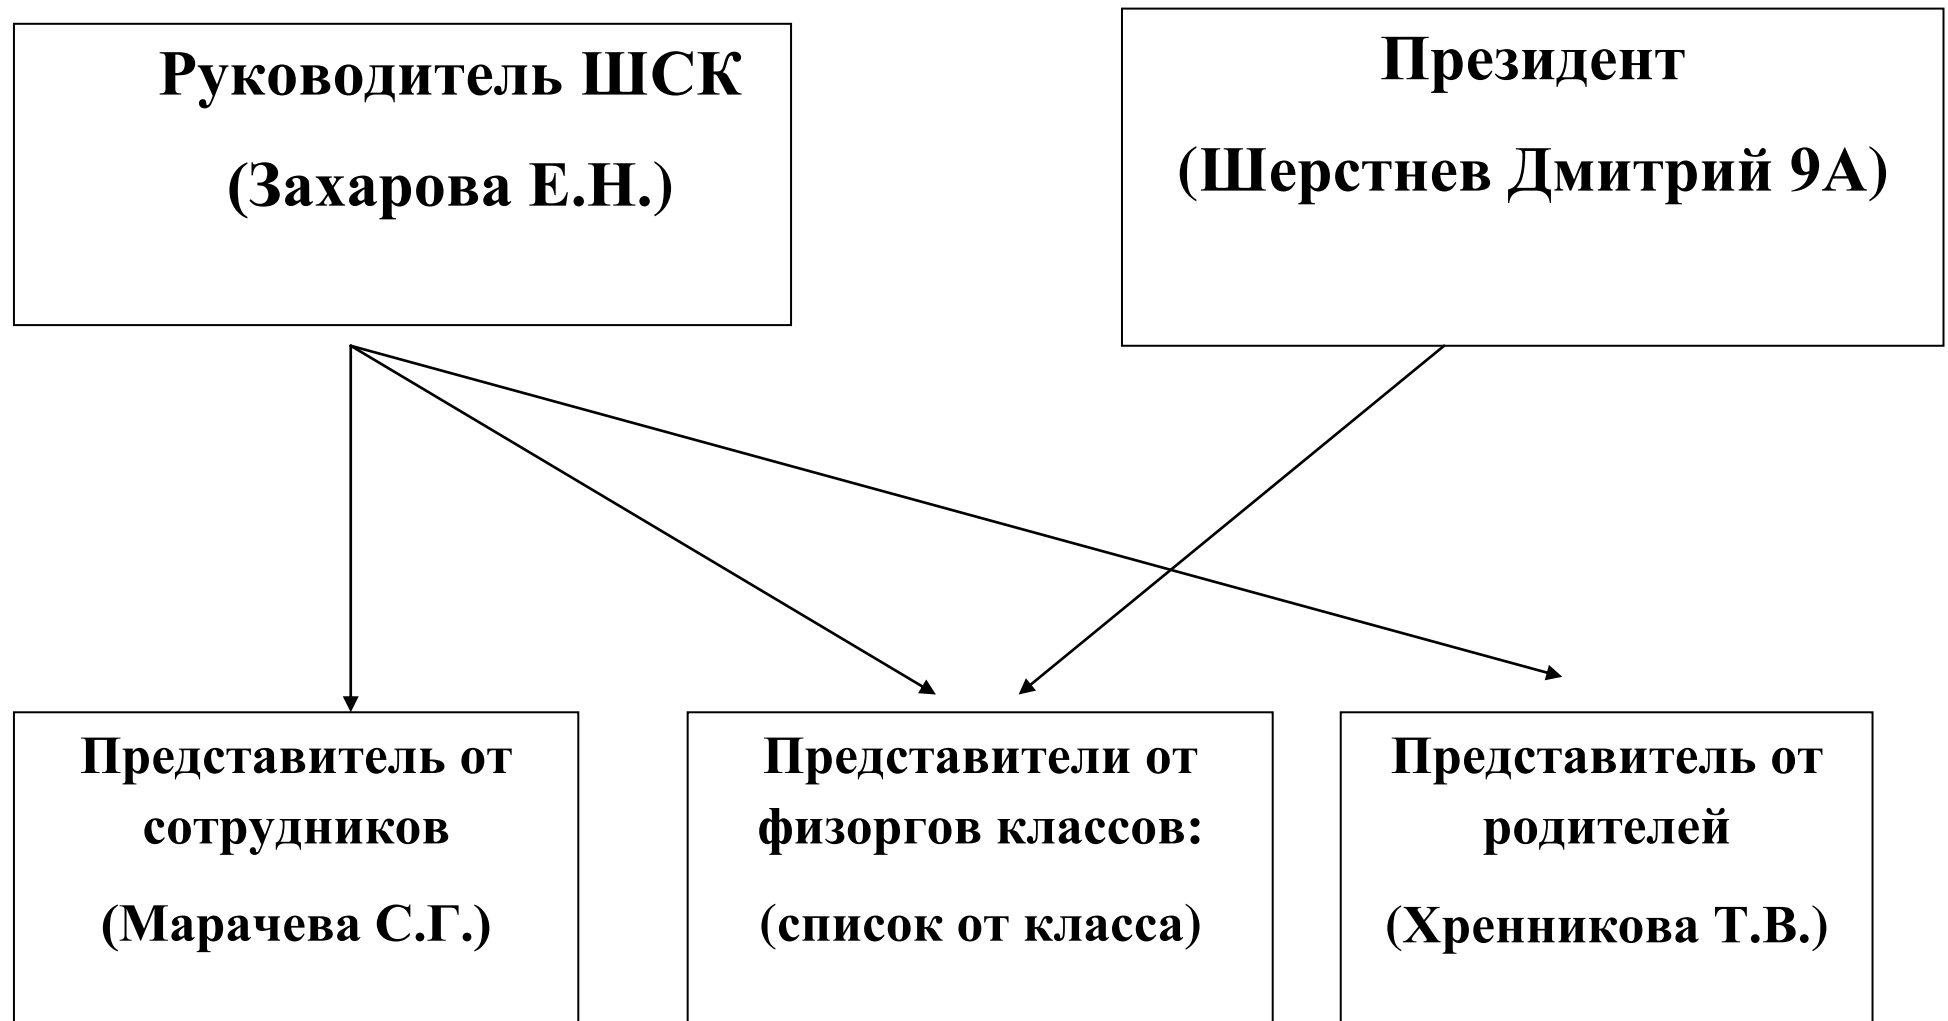 Руководитель ШСК
(Захарова Е.Н.)
Президент
(Шерстнев Дмитрий 9А)
Представитель от
сотрудников
(Марачева С.Г.)
Представители от
физоргов классов:
(список от класса)
Представитель от
родителей
(Хренникова Т.В.)